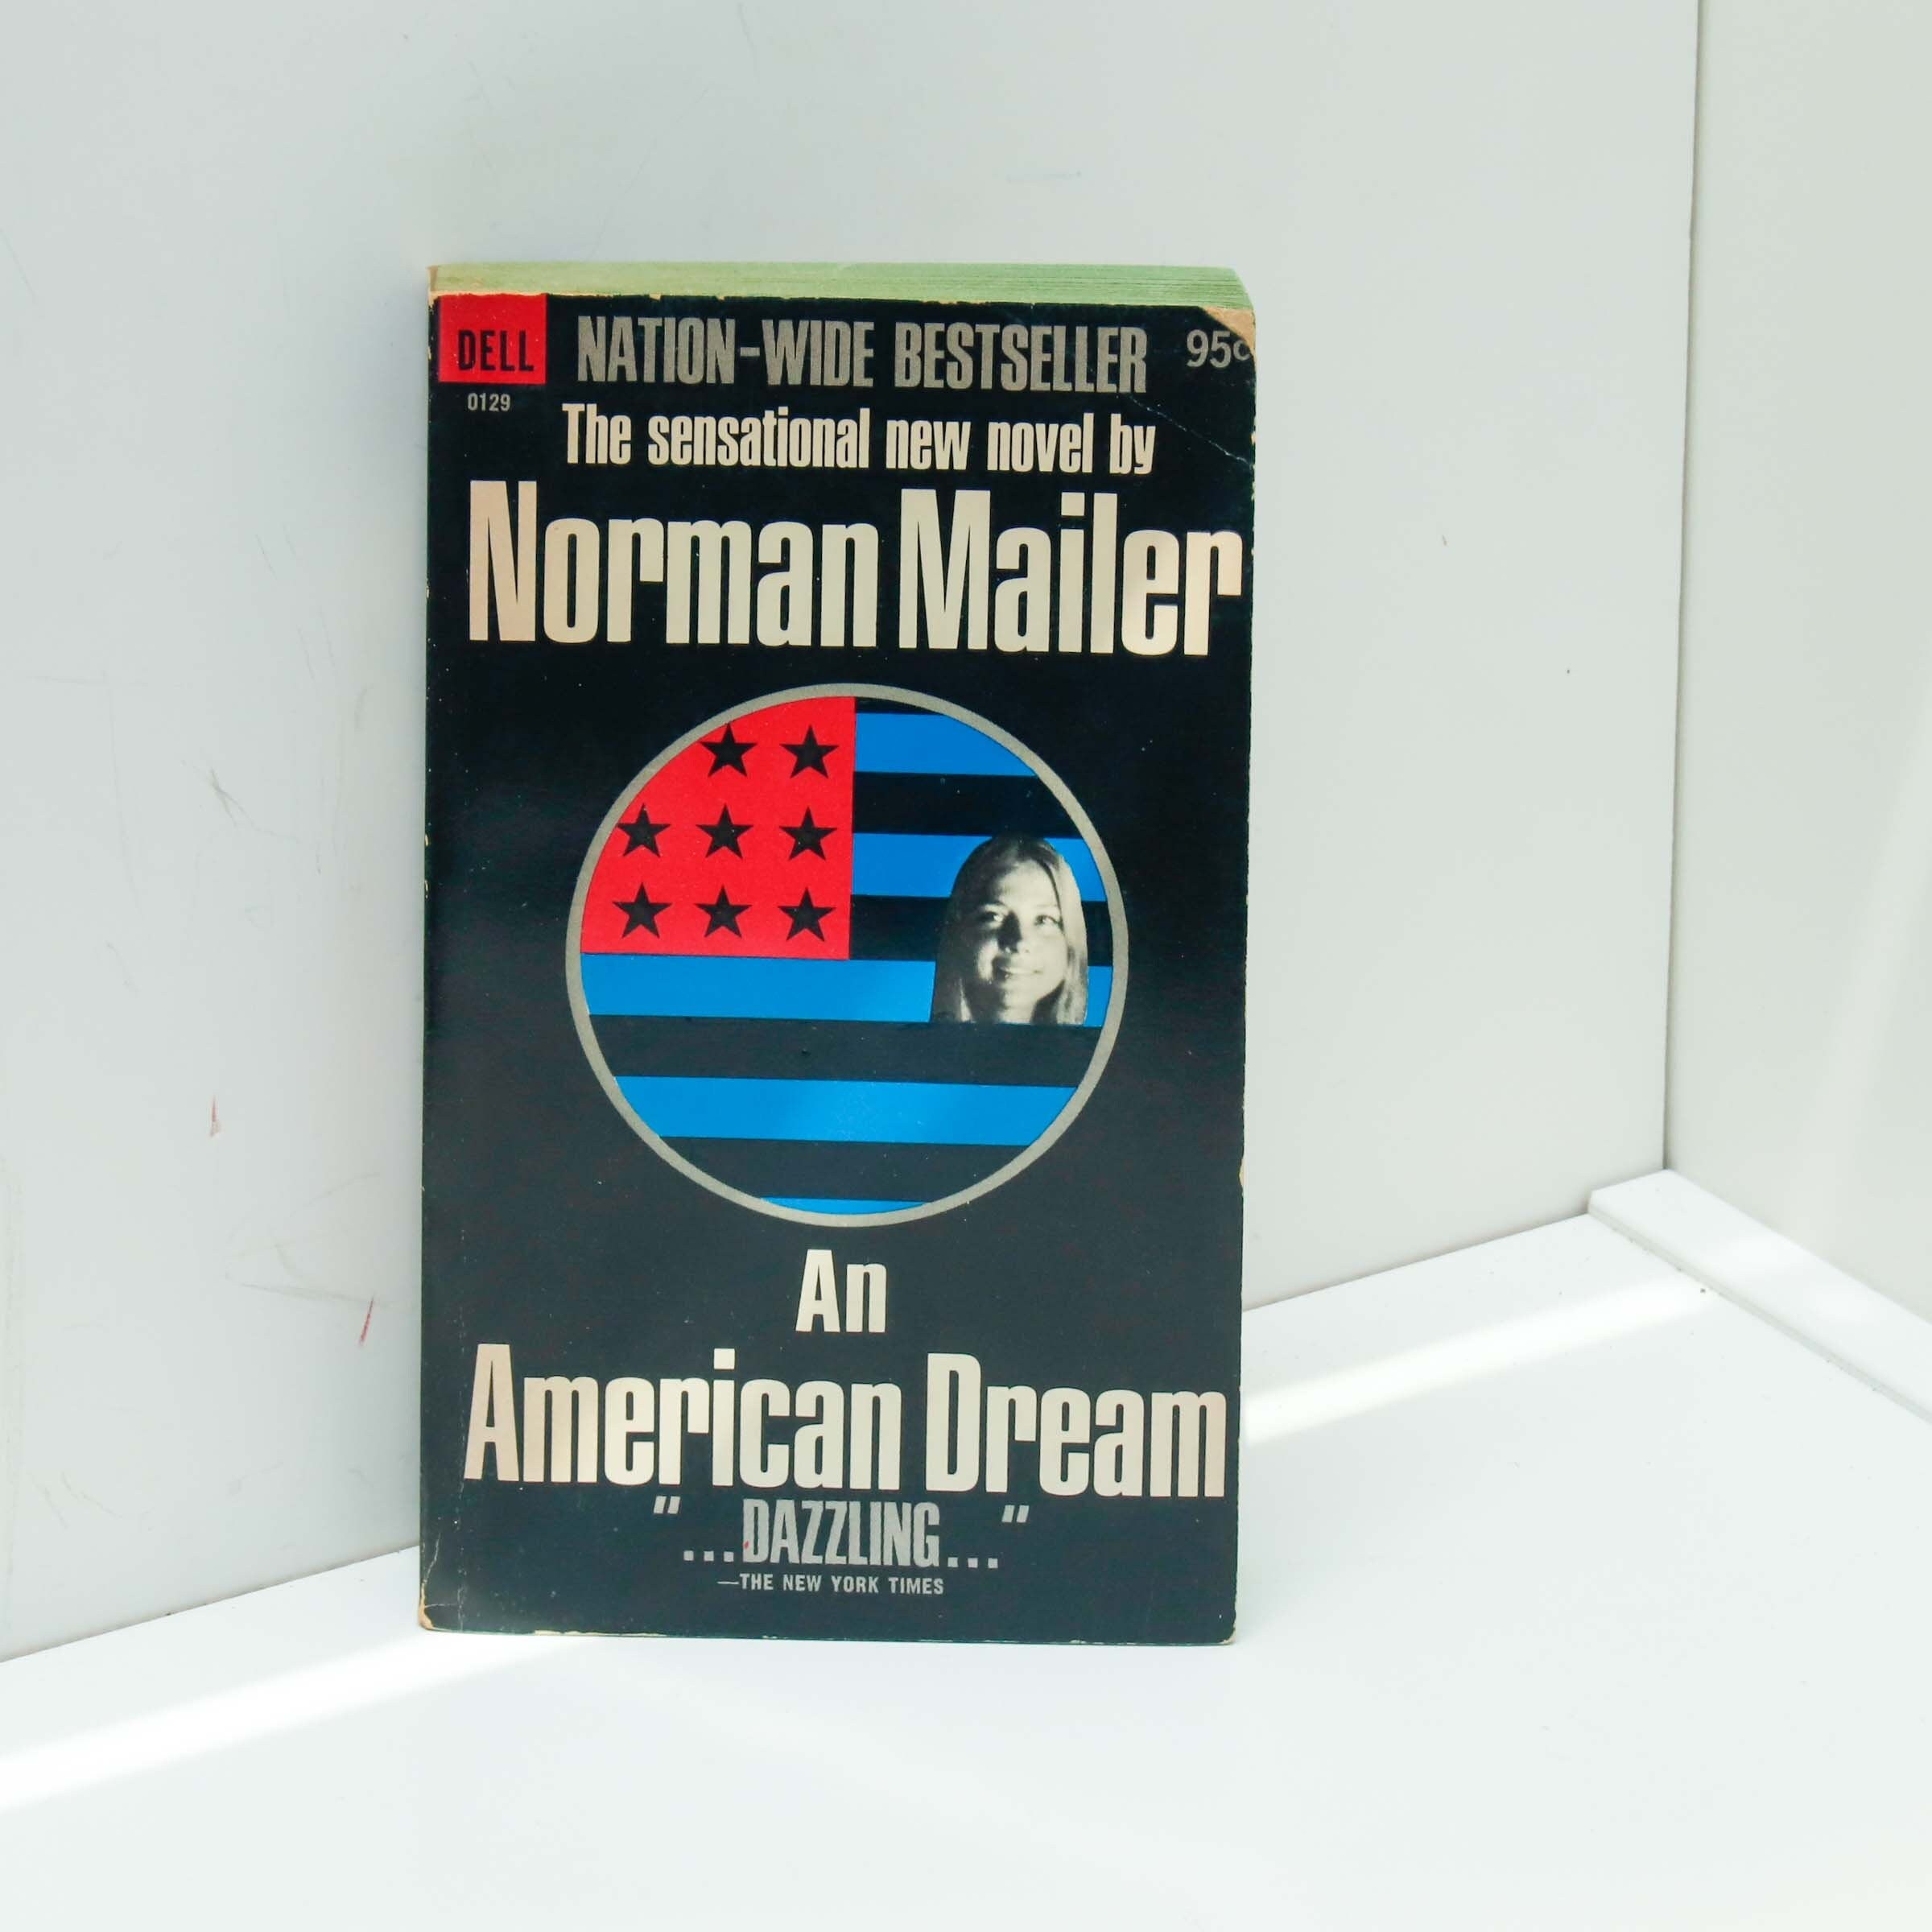 DELL
NATION-WIDE BESTSELLER
95¢
0129
The sensational new novel by
Norman Mailer
An
American Dream
"...DAZZLING..."
—THE NEW YORK TIMES